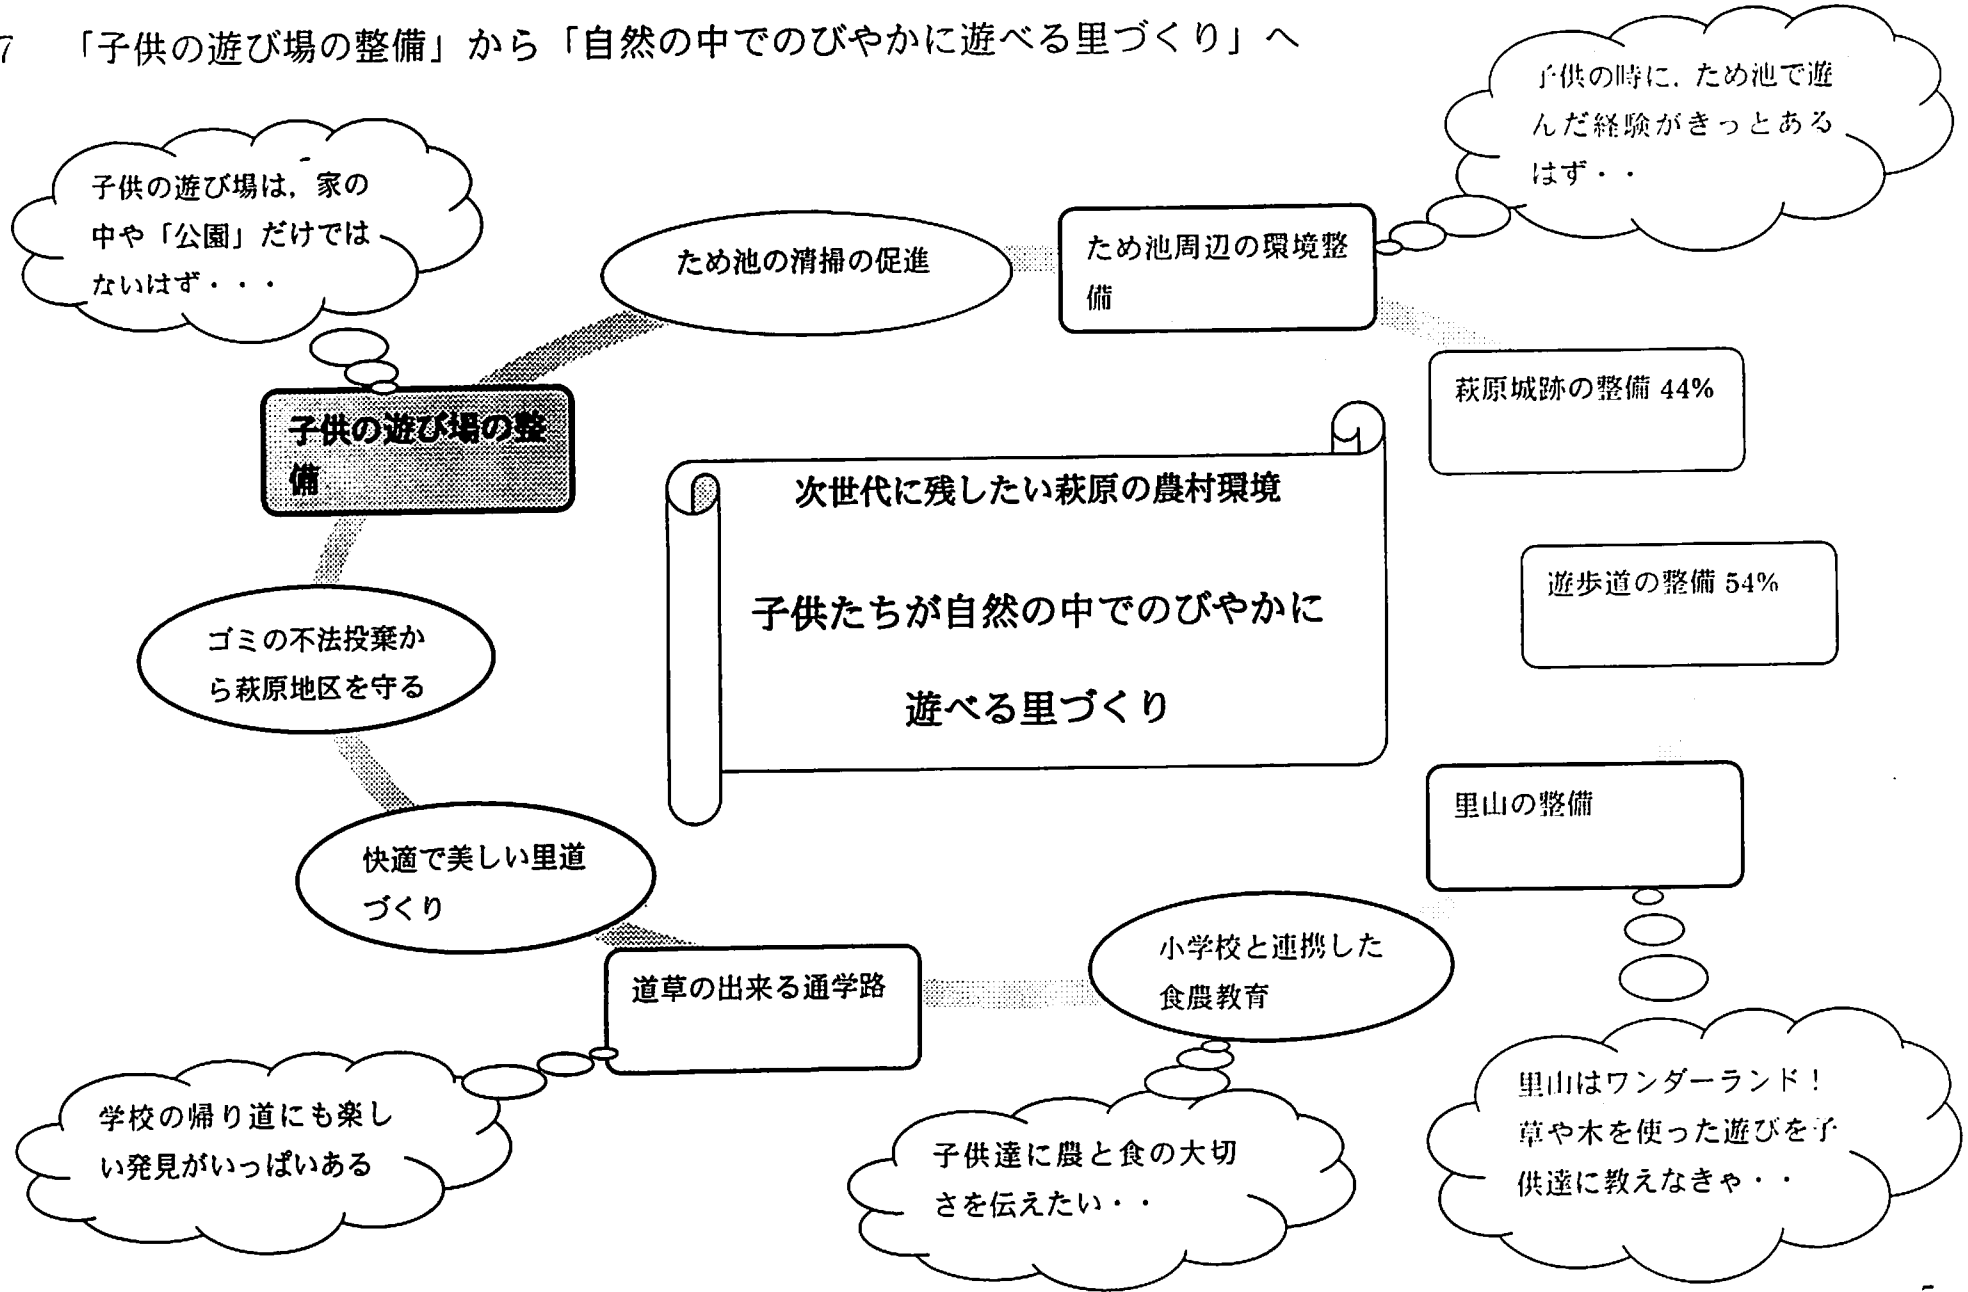 7 「子供の遊び場の整備」から「自然の中でのびやかに遊べる里づくり」へ
子供の時に，ため池で遊
んだ経験がきっとある
はず・・
子供の遊び場は，家の
中や「公園」だけでは
ないはず・・・
ため池の清掃の促進
ため池周辺の環境整
備
萩原城跡の整備 44%
子供の遊び場の整
備
次世代に残したい萩原の農村環境
子供たちが自然の中でのびやかに
遊べる里づくり
遊歩道の整備 54%
ゴミの不法投棄か
ら萩原地区を守る
里山の整備
快適で美しい里道
づくり
道草の出来る通学路
小学校と連携した
食農教育
学校の帰り道にも楽し
い発見がいっぱいある
子供達に農と食の大切
さを伝えたい・・
里山はワンダーランド！
草や木を使った遊びを子
供達に教えなきゃ・・